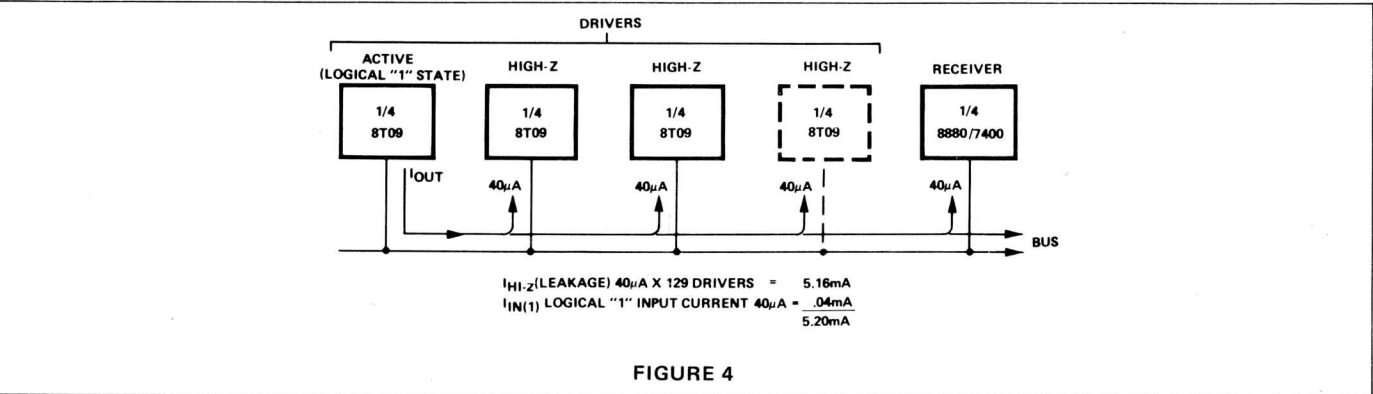 DRIVERS
ACTIVE
(LOGICAL "1" STATE)
HIGH-Z
HIGH-Z
HIGH-Z
RECEIVER
1/4
8T09
1/4
8T09
1/4
8T09
1/4
8T09
1/4
8880/7400
IOUT
40μA
40μA
40μA
40μA
BUS
IHI-Z(LEAKAGE) 40μA X 129 DRIVERS = 5.16mA
IIN(1) LOGICAL "1" INPUT CURRENT 40μA = .04mA
5.20mA
FIGURE 4